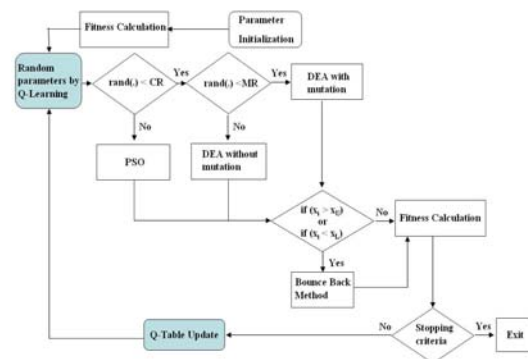 Parameter
Initialization
Fitness Calculation
Random
parameters by
Q-Learning
rand(.) < CR
Yes
rand(.) <MR
Yes
DEA with
mutation
No
No
PSO
DEA without
mutation
if (xᵢ > x_U)
or
if (xᵢ < x_L)
No
Fitness Calculation
Yes
Bounce Back
Method
Q-Table Update
No
Stopping
criteria
Yes
Exit